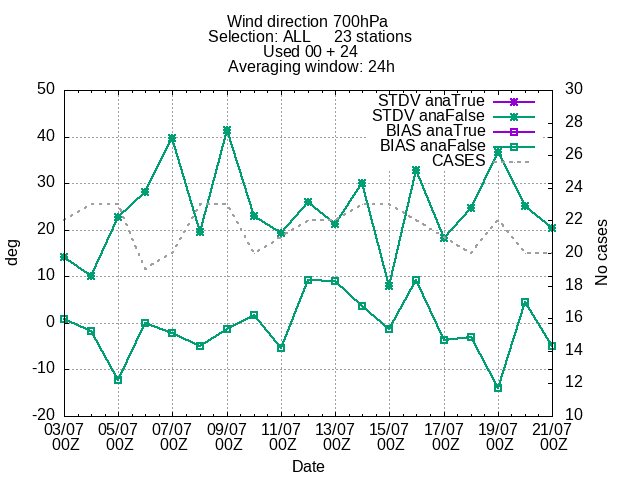 Wind direction 700hPa
Selection: ALL 23 stations
Used 00 + 24
Averaging window: 24h
50 30
STDV anaTrue
STDV anaFalse
BIAS anaTrue
BIAS anaFalse
CASES
40
30
20
10
0
-10
-20
28
26
24
22
20
18
16
14
12
10
deg
No cases
03/07 05/07 07/07 09/07 11/07 13/07 15/07 17/07 19/07 21/07
00Z 00Z 00Z 00Z 00Z 00Z 00Z 00Z 00Z 00Z
Date